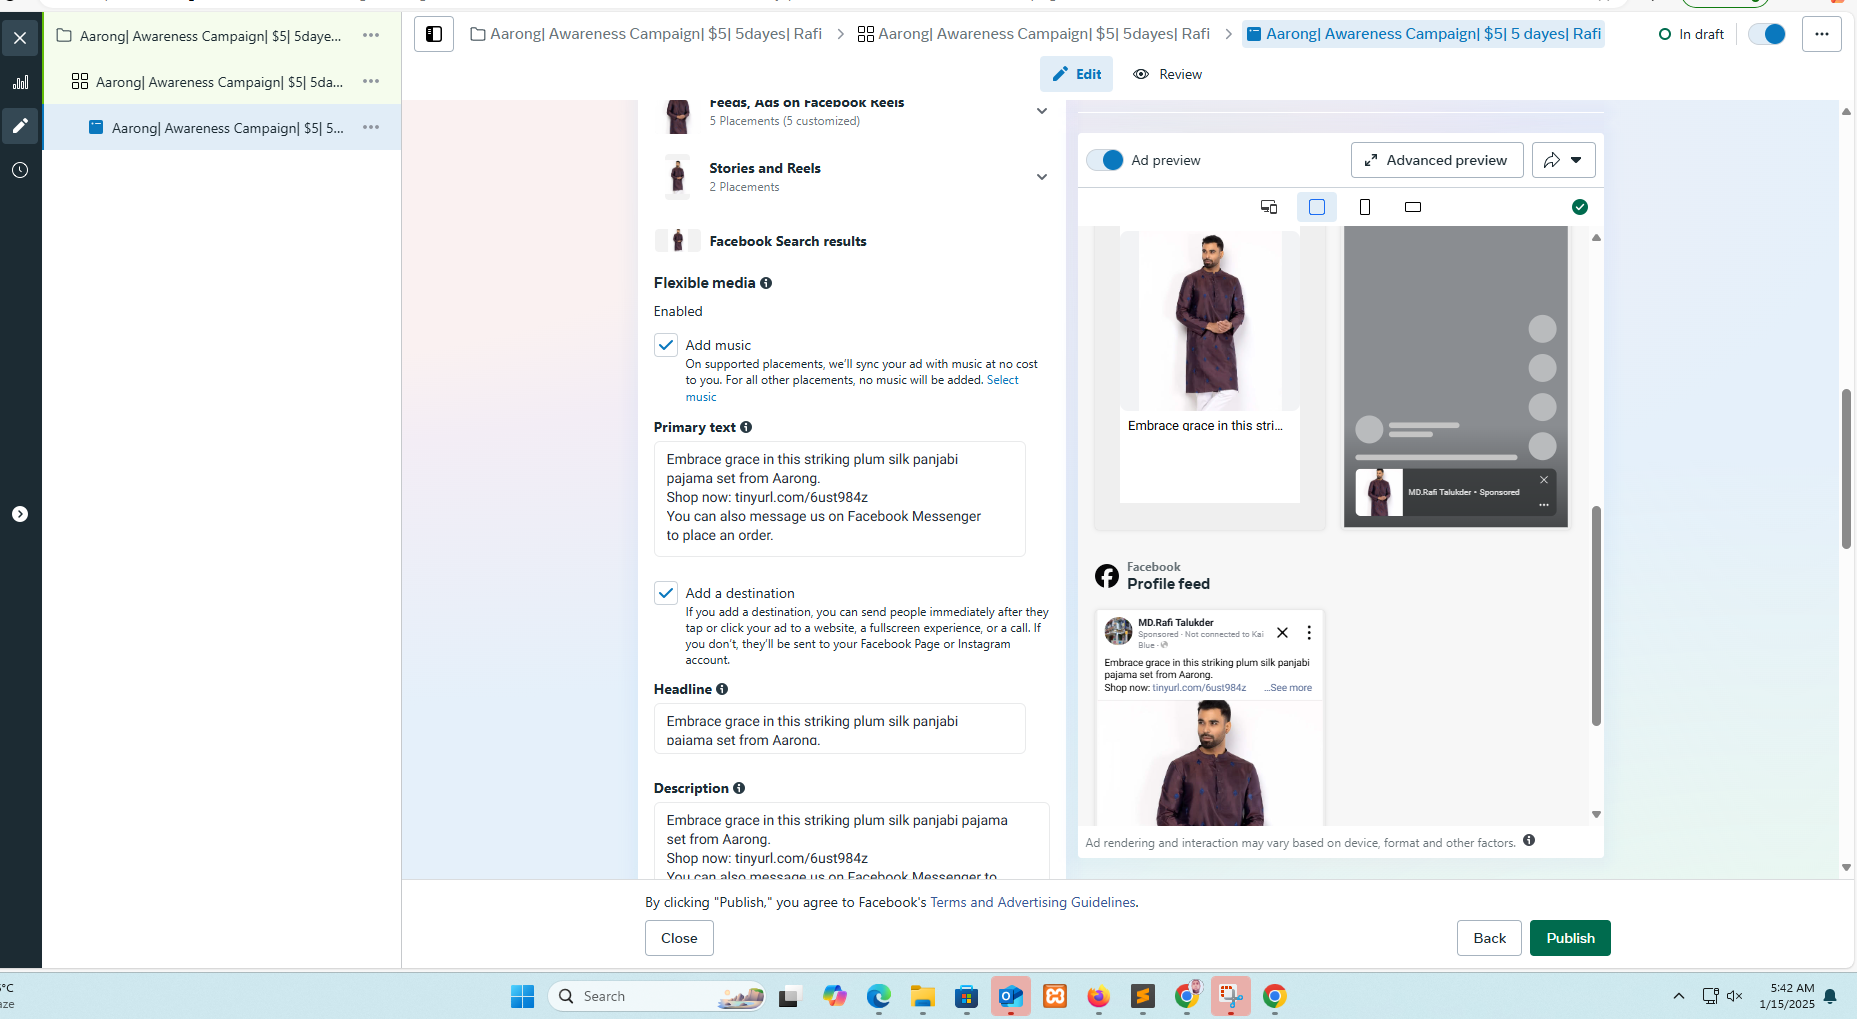 Aarong| Awareness Campaign| $5| 5daye...
Aarong| Awareness Campaign| $5| 5da...
Aarong| Awareness Campaign| $5| 5...
Aarong| Awareness Campaign| $5| 5dayes| Rafi
Aarong| Awareness Campaign| $5| 5dayes| Rafi
Aarong| Awareness Campaign| $5| 5 dayes| Rafi
In draft
Edit
Review
Feeds, Ads on Facebook Reels
5 Placements (5 customized)
Stories and Reels
2 Placements
Facebook Search results
Flexible media
Enabled
Add music
On supported placements, we'll sync your ad with music at no cost
to you. For all other placements, no music will be added. Select
music
Primary text
Embrace grace in this striking plum silk panjabi
pajama set from Aarong.
Shop now: tinyurl.com/6ust984z
You can also message us on Facebook Messenger
to place an order.
Add a destination
If you add a destination, you can send people immediately after they
tap or click your ad to a website, a fullscreen experience, or a call. If
you don't, they'll be sent to your Facebook Page or Instagram
account.
Headline
Embrace grace in this striking plum silk panjabi
pajama set from Aarong.
Description
Embrace grace in this striking plum silk panjabi pajama
set from Aarong.
Shop now: tinyurl.com/6ust984z
You can also message us on Facebook Messenger to
Ad preview
Advanced preview
Embrace grace in this stri...
MD.Rafi Talukder • Sponsored
Facebook
Profile feed
MD.Rafi Talukder
Sponsored · Not connected to Kai
Blue ·
Embrace grace in this striking plum silk panjabi
pajama set from Aarong.
Shop now: tinyurl.com/6ust984z ...See more
Ad rendering and interaction may vary based on device, format and other factors.
By clicking "Publish," you agree to Facebook's Terms and Advertising Guidelines.
Close
Back
Publish
Search
5:42 AM
1/15/2025